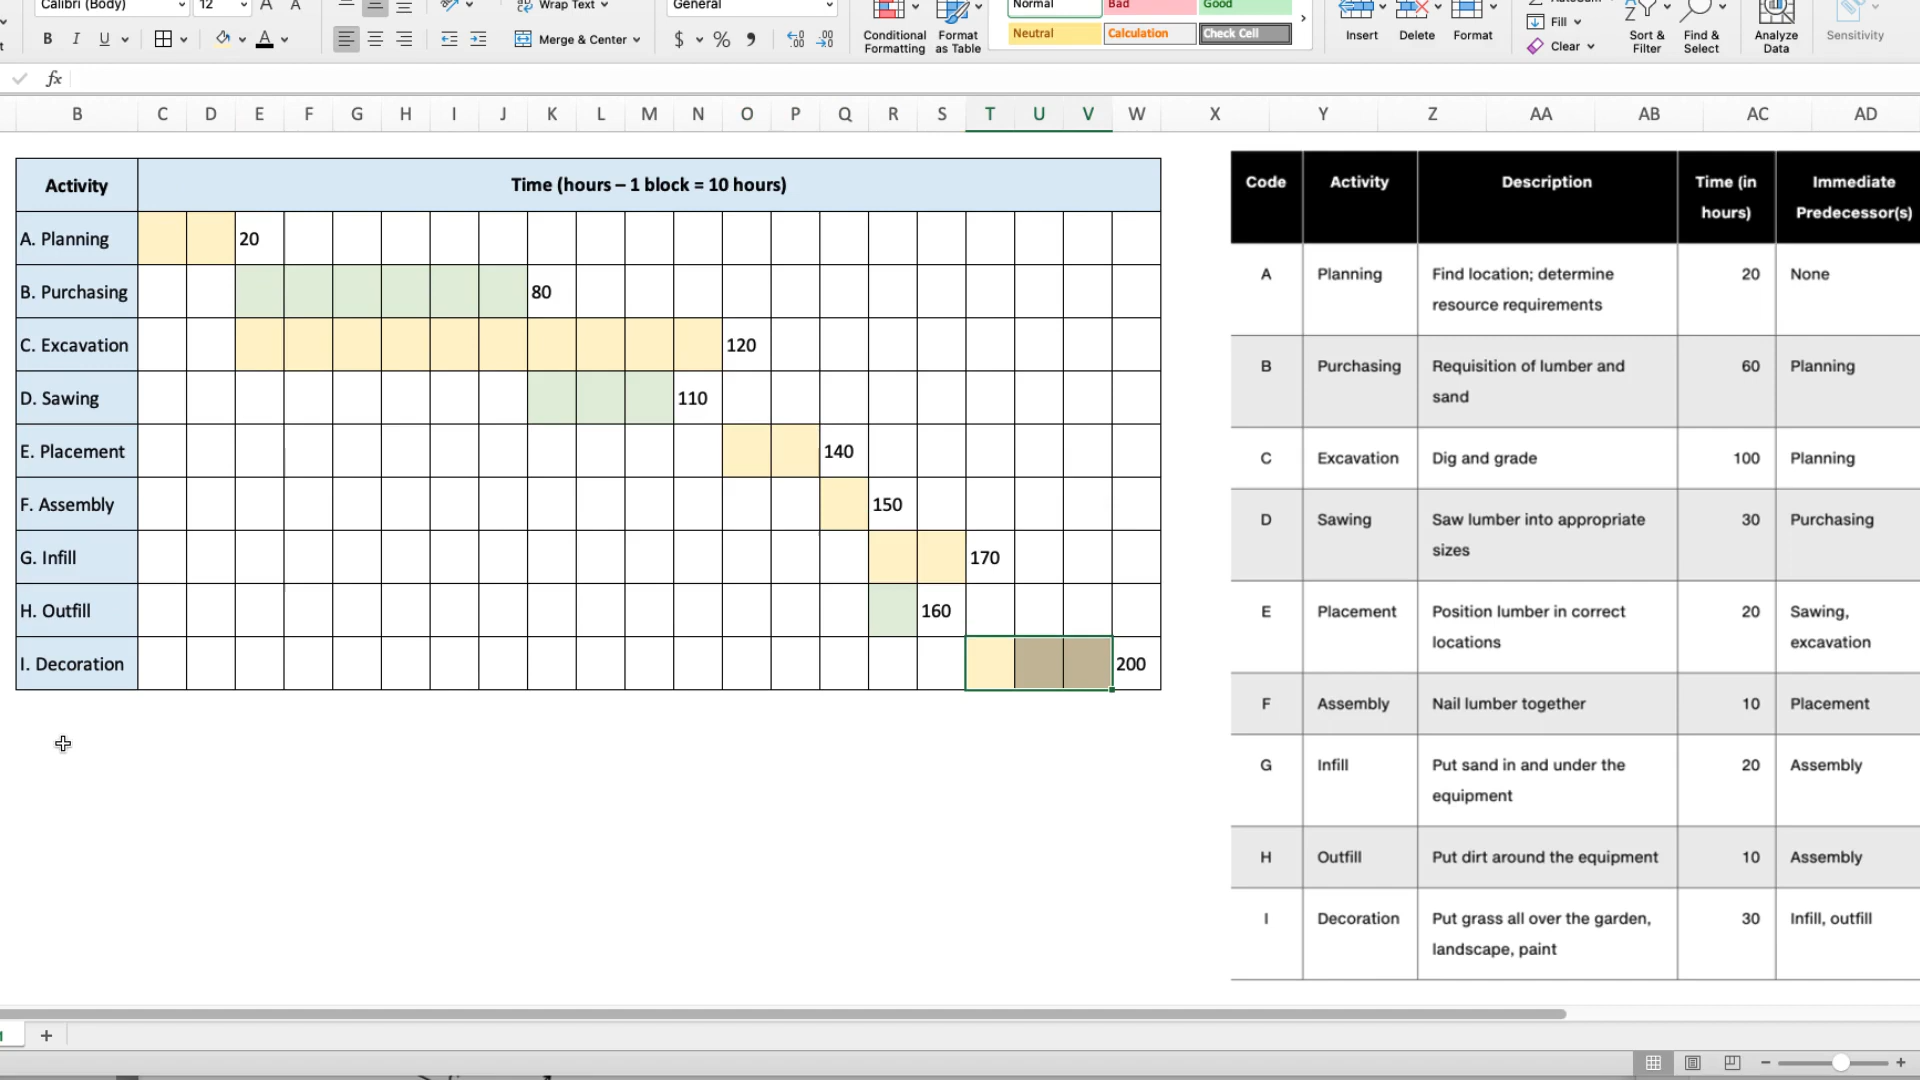 Calibri (Body) 12 A A Wrap Text General Normal Bad Good
B I U A Merge & Center $ % Conditional Formatting Format as Table Neutral Calculation Check Cell Insert Delete Format Fill Clear Sort & Filter Find & Select Analyze Data Sensitivity
fx
B C D E F G H I J K L M N O P Q R S T U V W X Y Z AA AB AC AD
Activity Time (hours – 1 block = 10 hours)
A. Planning 20
B. Purchasing 80
C. Excavation 120
D. Sawing 110
E. Placement 140
F. Assembly 150
G. Infill 170
H. Outfill 160
I. Decoration 200
Code Activity Description Time (in Immediate
hours) Predecessor(s)
A Planning Find location; determine 20 None
resource requirements
B Purchasing Requisition of lumber and 60 Planning
sand
C Excavation Dig and grade 100 Planning
D Sawing Saw lumber into appropriate 30 Purchasing
sizes
E Placement Position lumber in correct 20 Sawing,
locations excavation
F Assembly Nail lumber together 10 Placement
G Infill Put sand in and under the 20 Assembly
equipment
H Outfill Put dirt around the equipment 10 Assembly
I Decoration Put grass all over the garden, 30 Infill, outfill
landscape, paint